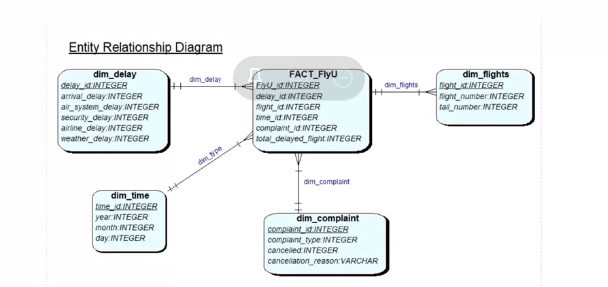 Entity Relationship Diagram
dim_delay
delay_id:INTEGER
arrival_delay:INTEGER
air_system_delay:INTEGER
security_delay:INTEGER
airline_delay:INTEGER
weather_delay:INTEGER
dim_delay
FACT_FlyU
FlyU_id:INTEGER
delay_id:INTEGER
flight_id:INTEGER
time_id:INTEGER
complaint_id:INTEGER
total_delayed_flight:INTEGER
dim_flights
dim_flights
flight_id:INTEGER
flight_number:INTEGER
tail_number:INTEGER
dim_type
dim_complaint
dim_time
time_id:INTEGER
year:INTEGER
month:INTEGER
day:INTEGER
dim_complaint
complaint_id:INTEGER
complaint_type:INTEGER
cancelled:INTEGER
cancellation_reason:VARCHAR